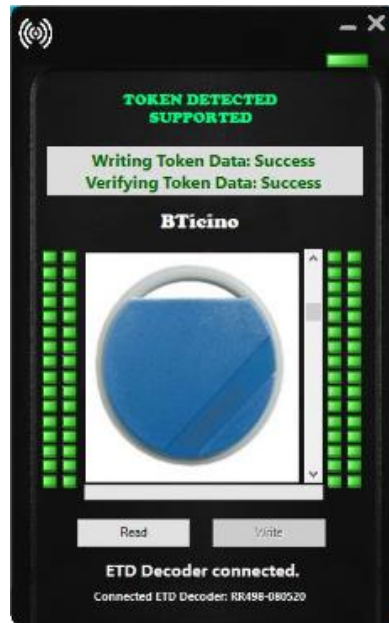 TOKEN DETECTED
SUPPORTED
Writing Token Data: Success
Verifying Token Data: Success
BTicino
Read
Write
ETD Decoder connected.
Connected ETD Decoder: RR498-080520